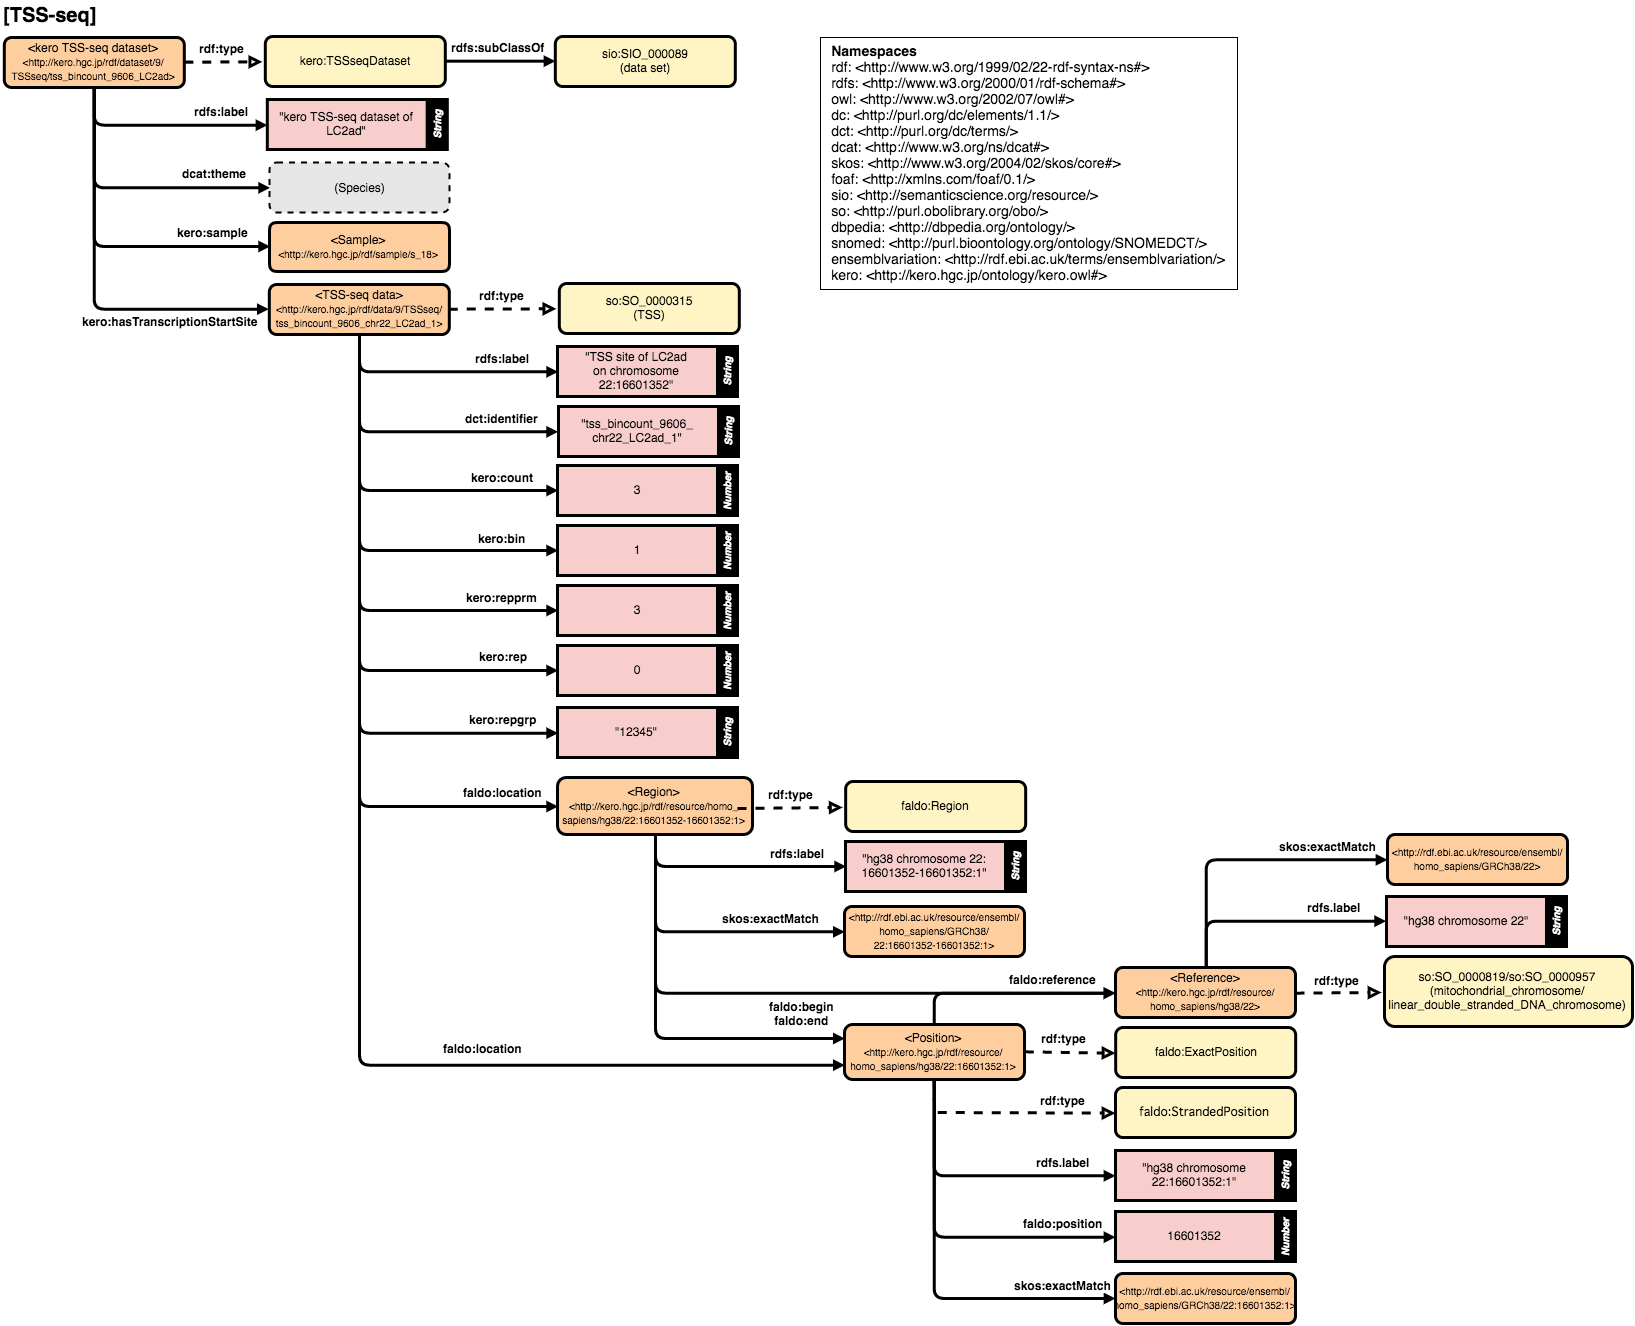 [TSS-seq]
<kero TSS-seq dataset>
<http://kero.hgc.jp/rdf/dataset/9/
TSSseq/tss_bincount_9606_LC2ad>
rdf:type
kero:TSSseqDataset
rdfs:subClassOf
sio:SIO_000089
(data set)
Namespaces
rdf: <http://www.w3.org/1999/02/22-rdf-syntax-ns#>
rdfs: <http://www.w3.org/2000/01/rdf-schema#>
owl: <http://www.w3.org/2002/07/owl#>
dc: <http://purl.org/dc/elements/1.1/>
dct: <http://purl.org/dc/terms/>
dcat: <http://www.w3.org/ns/dcat#>
skos: <http://www.w3.org/2004/02/skos/core#>
foaf: <http://xmlns.com/foaf/0.1/>
sio: <http://semanticscience.org/resource/>
so: <http://purl.obolibrary.org/obo/>
dbpedia: <http://dbpedia.org/ontology/>
snomed: <http://purl.bioontology.org/ontology/SNOMEDCT/>
ensemblvariation: <http://rdf.ebi.ac.uk/terms/ensemblvariation/>
kero: <http://kero.hgc.jp/ontology/kero.owl#>
rdfs:label
"kero TSS-seq dataset of
LC2ad"
String
dcat:theme
(Species)
kero:sample
<Sample>
<http://kero.hgc.jp/rdf/sample/s_18>
kero:hasTranscriptionStartSite
<TSS-seq data>
<http://kero.hgc.jp/rdf/data/9/TSSseq/
tss_bincount_9606_chr22_LC2ad_1>
rdf:type
so:SO_0000315
(TSS)
rdfs:label
"TSS site of LC2ad
on chromosome
22:16601352"
String
dct:identifier
"tss_bincount_9606_
chr22_LC2ad_1"
String
kero:count
3
Number
kero:bin
1
Number
kero:repprm
3
Number
kero:rep
0
Number
kero:repgrp
"12345"
String
faldo:location
<Region>
<http://kero.hgc.jp/rdf/resource/homo_
sapiens/hg38/22:16601352-16601352:1>
rdf:type
faldo:Region
rdfs:label
"hg38 chromosome 22:
16601352-16601352:1"
String
skos:exactMatch
<http://rdf.ebi.ac.uk/resource/ensembl/
homo_sapiens/GRCh38/
22:16601352-16601352:1>
skos:exactMatch
<http://rdf.ebi.ac.uk/resource/ensembl/
homo_sapiens/GRCh38/22>
rdfs.label
"hg38 chromosome 22"
String
faldo:reference
<Reference>
<http://kero.hgc.jp/rdf/resource/
homo_sapiens/hg38/22>
rdf:type
so:SO_0000819/so:SO_0000957
(mitochondrial_chromosome/
linear_double_stranded_DNA_chromosome)
faldo:begin
faldo:end
faldo:location
<Position>
<http://kero.hgc.jp/rdf/resource/
homo_sapiens/hg38/22:16601352:1>
rdf:type
faldo:ExactPosition
rdf:type
faldo:StrandedPosition
rdfs.label
"hg38 chromosome
22:16601352:1"
String
faldo:position
16601352
Number
skos:exactMatch
<http://rdf.ebi.ac.uk/resource/ensembl/
homo_sapiens/GRCh38/22:16601352:1>